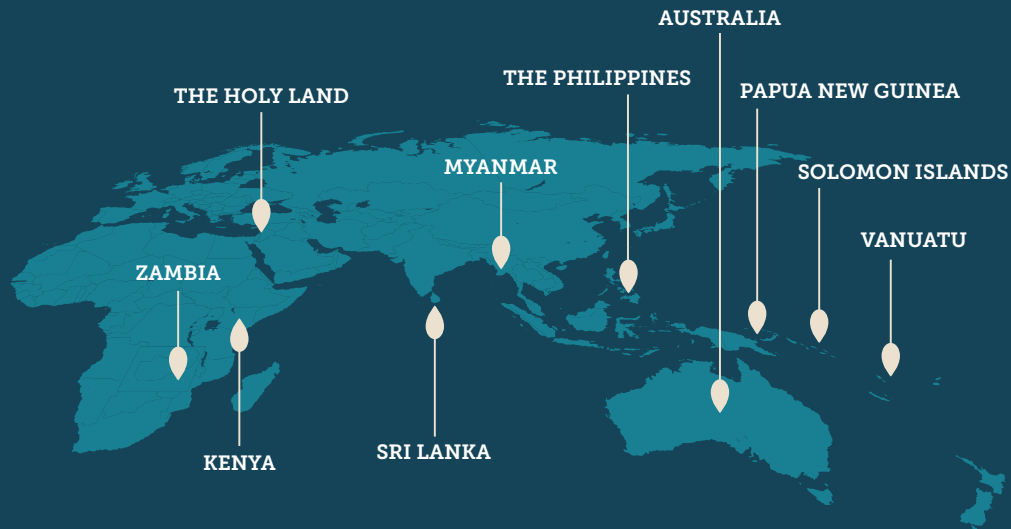 AUSTRALIA
THE PHILIPPINES
PAPUA NEW GUINEA
THE HOLY LAND
MYANMAR
SOLOMON ISLANDS
VANUATU
ZAMBIA
SRI LANKA
KENYA